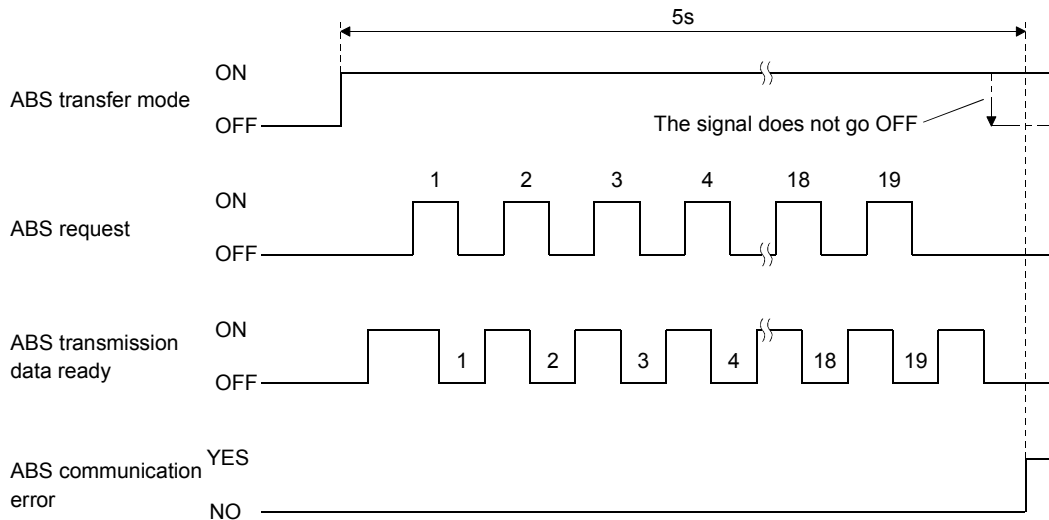 5s
ON
ABS transfer mode
OFF
The signal does not go OFF
1 2 3 4 18 19
ON
ABS request
OFF
ON
ABS transmission
data ready
1 2 3 4 18 19
OFF
YES
ABS communication
error
NO